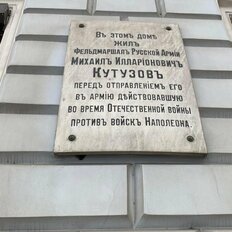 Въ этомъ домѣ
жилъ
Фельдмаршалъ Русской Арміи
Михаилъ Илларіоновичъ
Кутузовъ
передъ отправленіемъ его
въ армію дѣйствовавшую
во время Отечественной войны
противъ войскъ Наполеона.